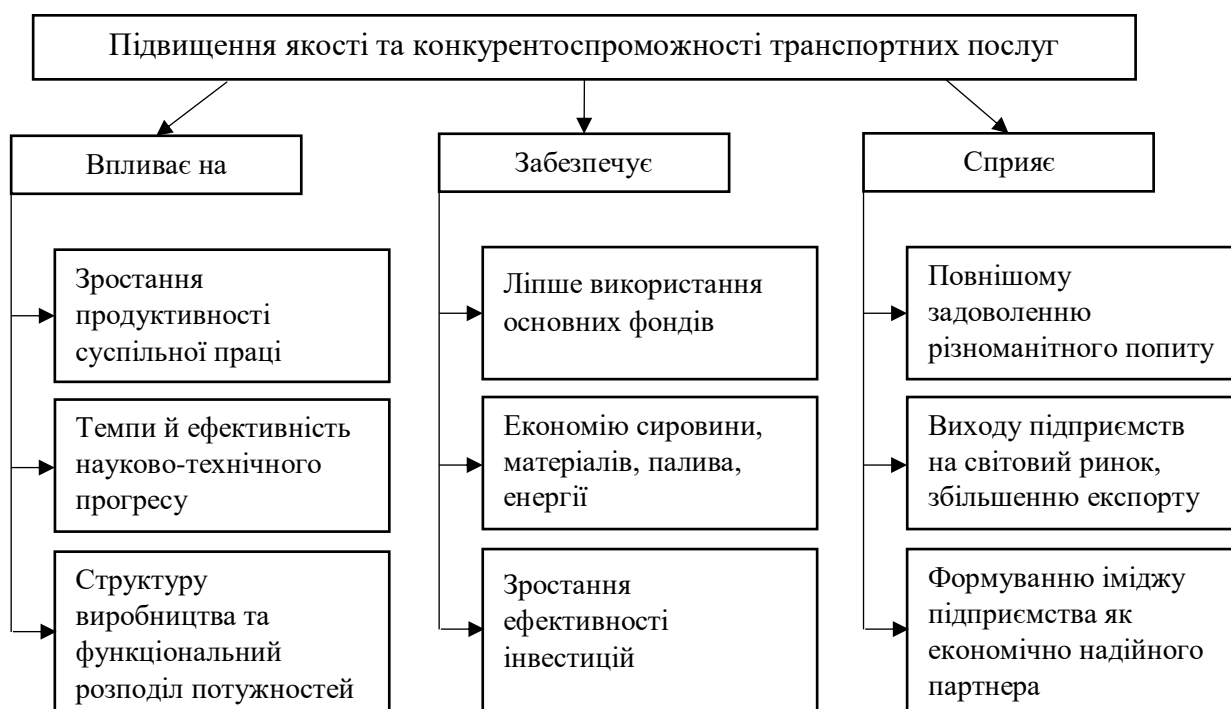 Підвищення якості та конкурентоспроможності транспортних послуг
Впливає на
Забезпечує
Сприяє
Зростання
продуктивності
суспільної праці
Ліпше використання
основних фондів
Повнішому
задоволенню
різноманітного попиту
Темпи й ефективність
науково-технічного
прогресу
Економію сировини,
матеріалів, палива,
енергії
Виходу підприємств
на світовий ринок,
збільшенню експорту
Структуру
виробництва та
функціональний
розподіл потужностей
Зростання
ефективності
інвестицій
Формуванню іміджу
підприємства як
економічно надійного
партнера